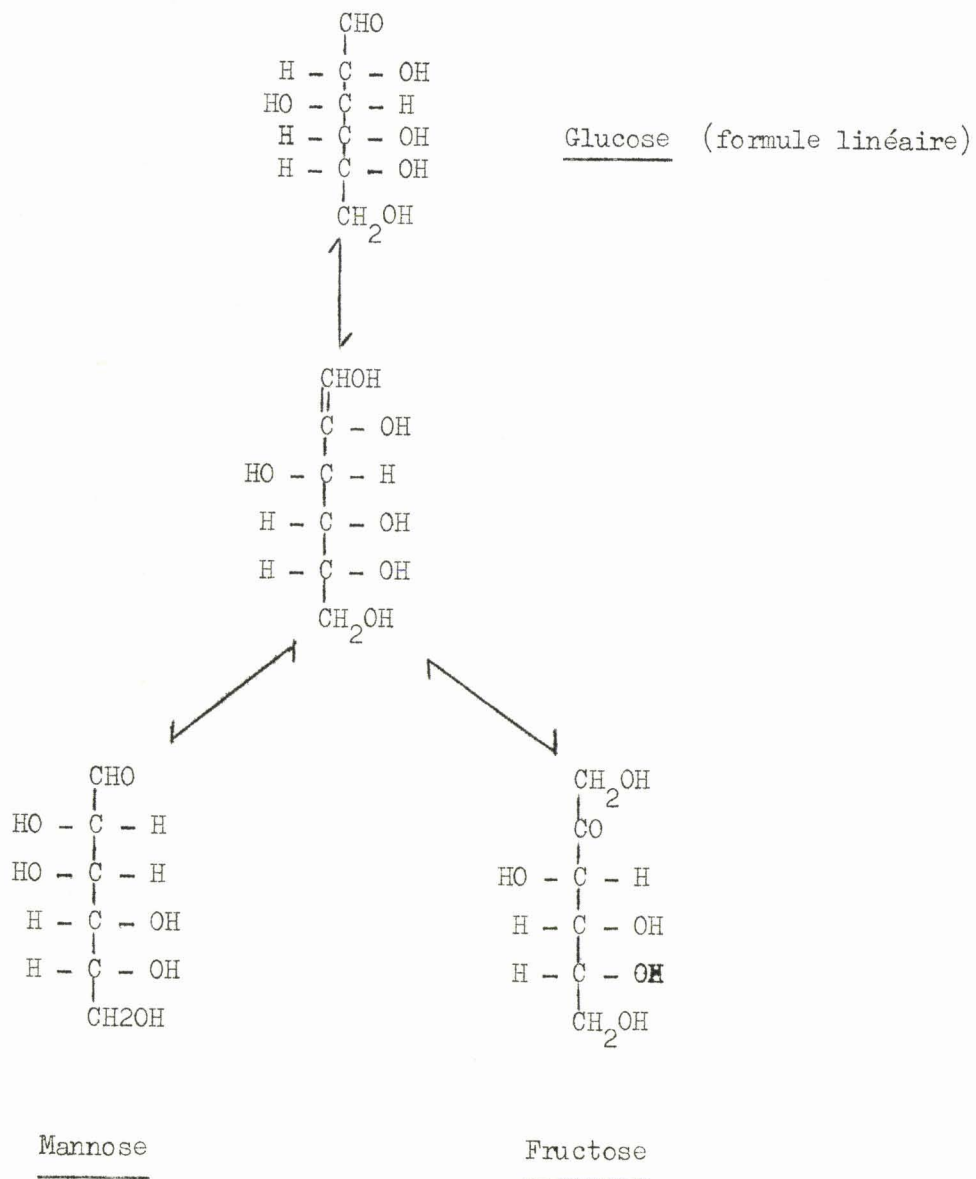 CHO
H - C - OH
HO - C - H
H - C - OH
Glucose (formule linéaire)
H - C - OH
CH2OH
CHOH
C - OH
HO - C - H
H - C - OH
H - C - OH
CH2OH
CHO
HO - C - H
HO - C - H
H - C - OH
H - C - OH
CH2OH
CH2OH
CO
HO - C - H
H - C - OH
H - C - OH
CH2OH
Mannose
Fructose